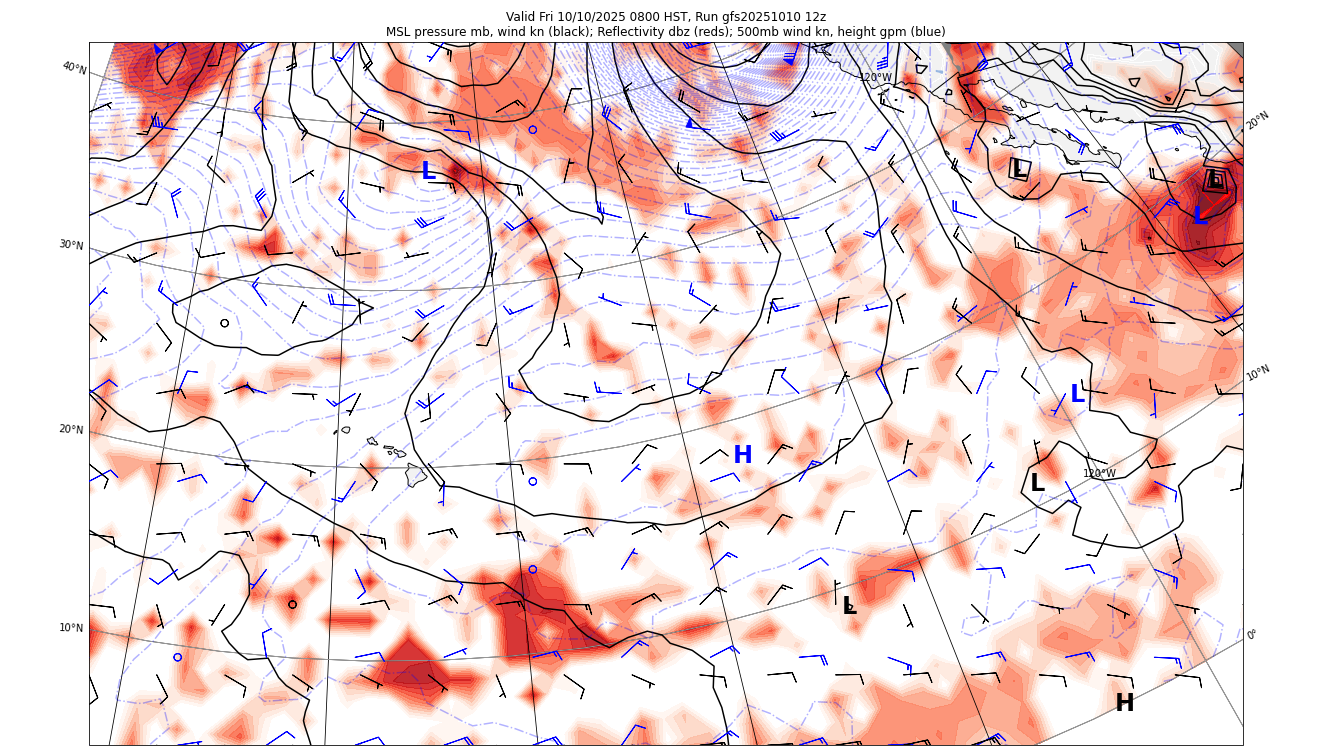 Valid Fri 10/10/2025 0800 HST, Run gfs20251010 12z
MSL pressure mb, wind kn (black); Reflectivity dbz (reds); 500mb wind kn, height gpm (blue)
40°N
120°W
20°N
L
L
L
L
30°N
10°N
L
20°N
H
120°W
L
L
10°N
0°
H